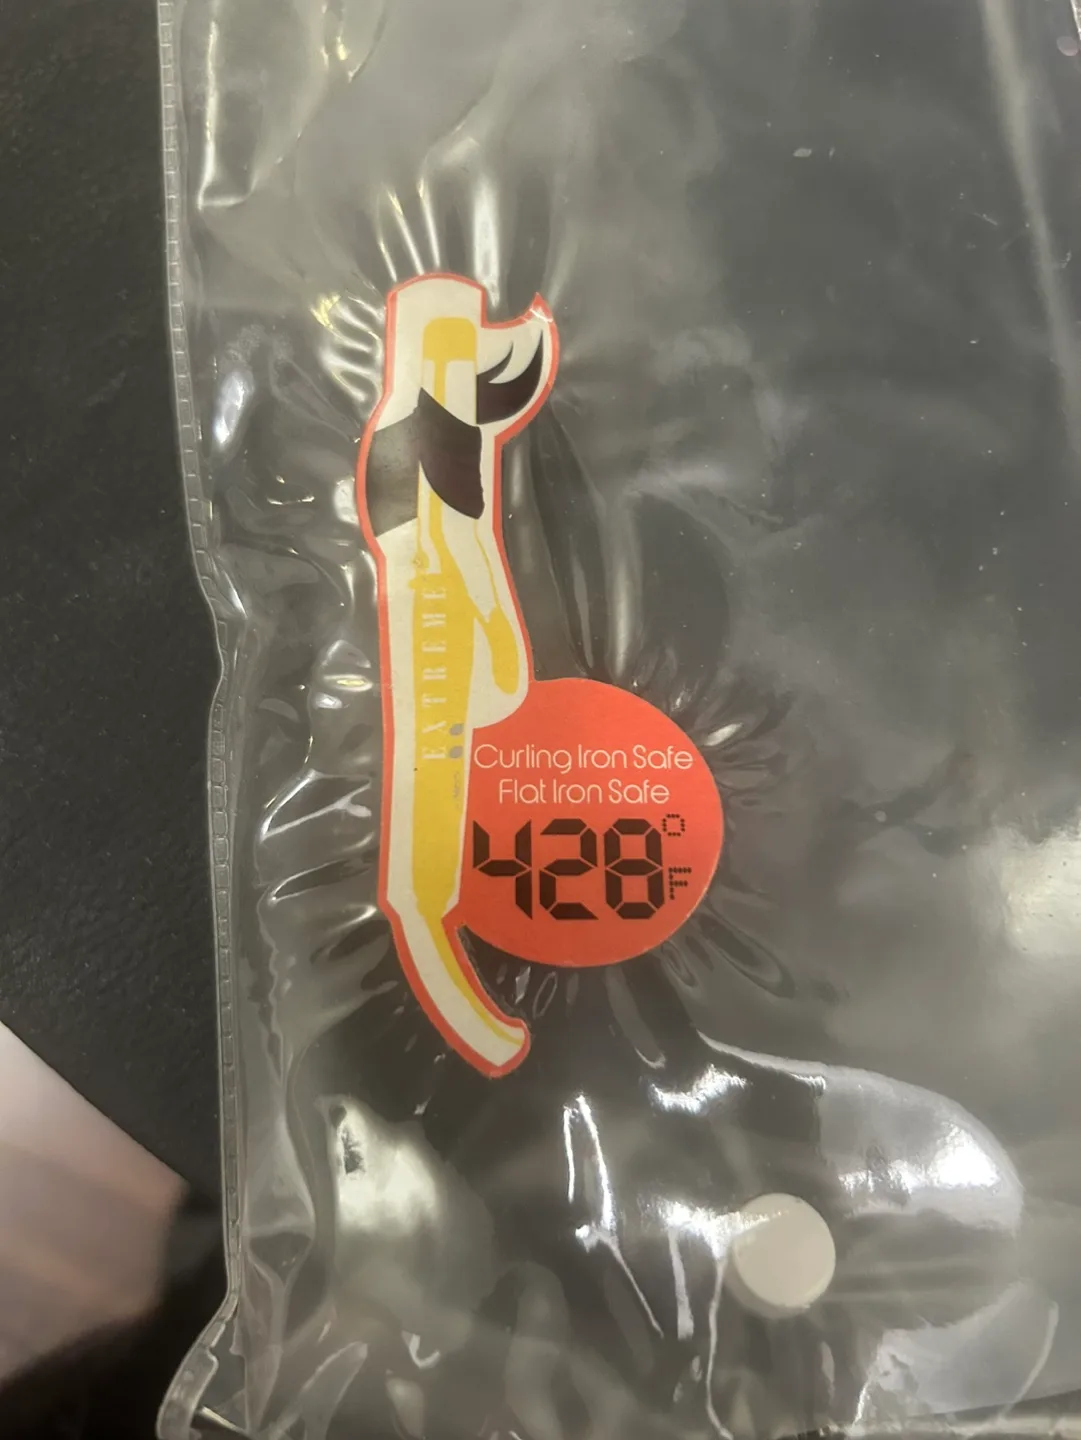 EXTREME
Curling Iron Safe
Flat Iron Safe
428°F